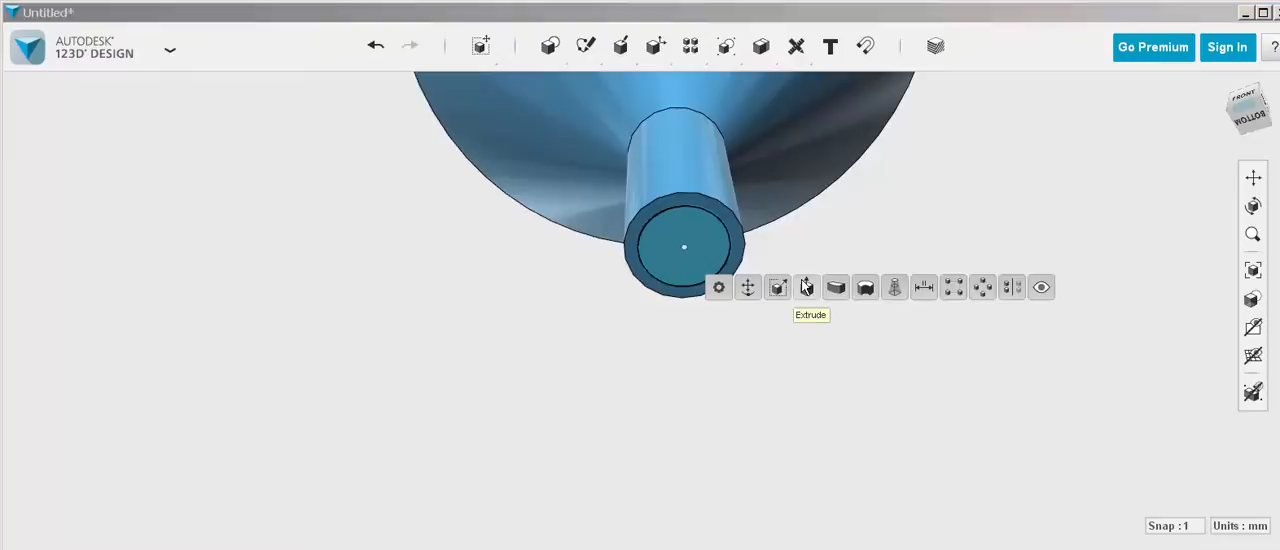 Untitled*
AUTODESK®
123D® DESIGN
Go Premium
Sign In
?
FRONT
BOTTOM
Extrude
Snap : 1
Units : mm